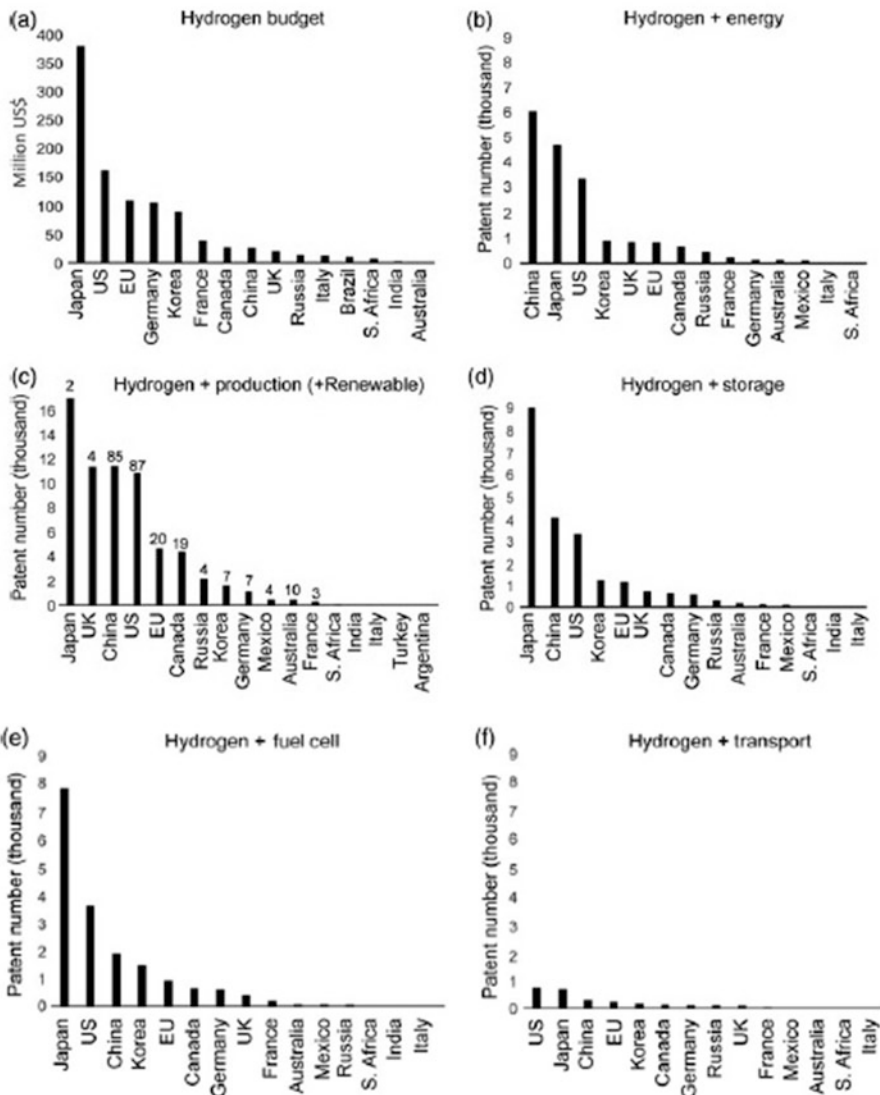 (a) Hydrogen budget
Million US$
400
350
300
250
200
150
100
50
0
Japan
US
EU
Germany
Korea
France
Canada
China
UK
Russia
Italy
Brazil
S. Africa
India
Australia
(b) Hydrogen + energy
Patent number (thousand)
9
8
7
6
5
4
3
2
1
0
China
Japan
US
Korea
UK
EU
Canada
Russia
France
Germany
Australia
Mexico
Italy
S. Africa
(c) Hydrogen + production (+Renewable)
Patent number (thousand)
16
14
12
10
8
6
4
2
0
2
4
85
87
20
19
4
7
7
4
10
3
Japan
UK
China
US
EU
Canada
Russia
Korea
Germany
Mexico
Australia
France
S. Africa
India
Italy
Turkey
Argentina
(d) Hydrogen + storage
Patent number (thousand)
9
8
7
6
5
4
3
2
1
0
Japan
China
US
Korea
EU
UK
Canada
Germany
Russia
Australia
France
Mexico
S. Africa
India
Italy
(e) Hydrogen + fuel cell
Patent number (thousand)
9
8
7
6
5
4
3
2
1
0
Japan
US
China
Korea
EU
Canada
Germany
UK
France
Australia
Mexico
Russia
S. Africa
India
Italy
(f) Hydrogen + transport
Patent number (thousand)
9
8
7
6
5
4
3
2
1
0
US
Japan
China
EU
Korea
Canada
Germany
Russia
UK
France
Mexico
Australia
S. Africa
Italy